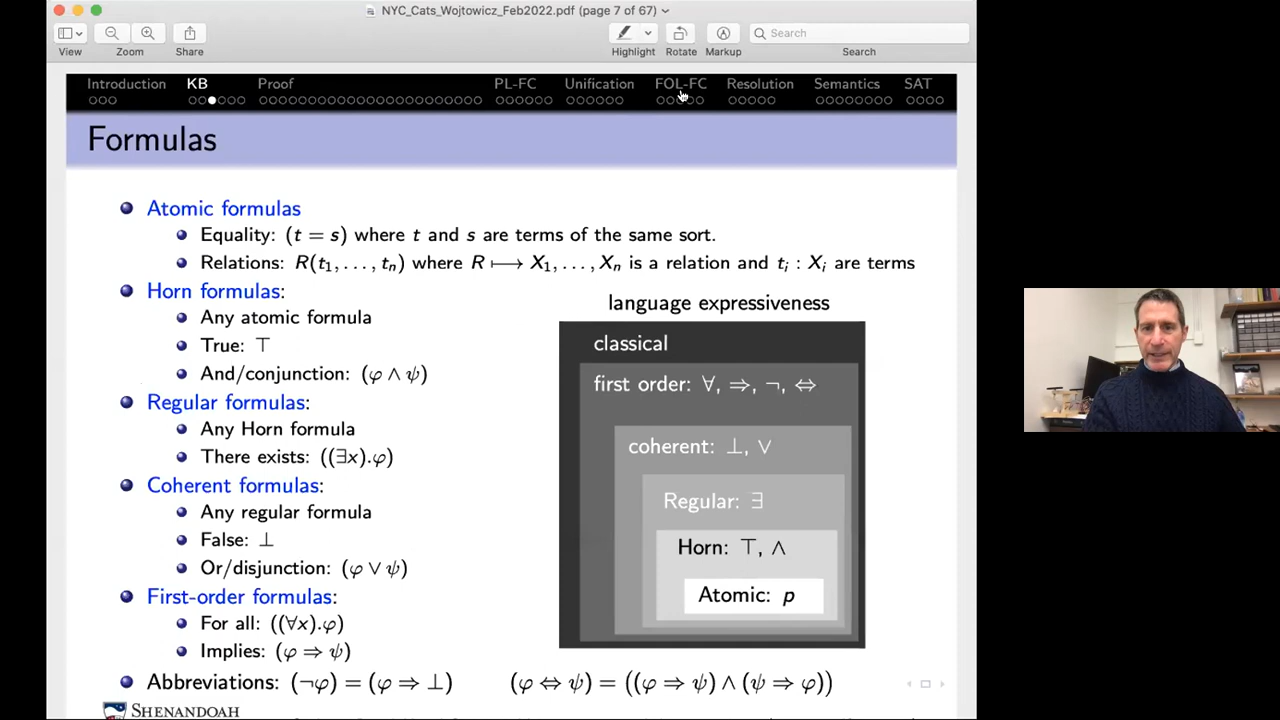 NYC_Cats_Wojtowicz_Feb2022.pdf (page 7 of 67)
View
Zoom
Share
Highlight
Rotate
Markup
Search
Search
Introduction KB Proof PL-FC Unification FOL-FC Resolution Semantics SAT
Formulas
Atomic formulas
Equality: (t = s) where t and s are terms of the same sort.
Relations: R(t₁, . . . , tₙ) where R ⟼ X₁, . . . , Xₙ is a relation and tᵢ : Xᵢ are terms
Horn formulas:
Any atomic formula
True: ⊤
And/conjunction: (φ ∧ ψ)
Regular formulas:
Any Horn formula
There exists: ((∃x).φ)
Coherent formulas:
Any regular formula
False: ⊥
Or/disjunction: (φ ∨ ψ)
First-order formulas:
For all: ((∀x).φ)
Implies: (φ ⇒ ψ)
Abbreviations: (¬φ) = (φ ⇒ ⊥) (φ ⇔ ψ) = ((φ ⇒ ψ) ∧ (ψ ⇒ φ))
language expressiveness
classical
first order: ∀, ⇒, ¬, ⇔
coherent: ⊥, ∨
Regular: ∃
Horn: ⊤, ∧
Atomic: p
SHENANDOAH